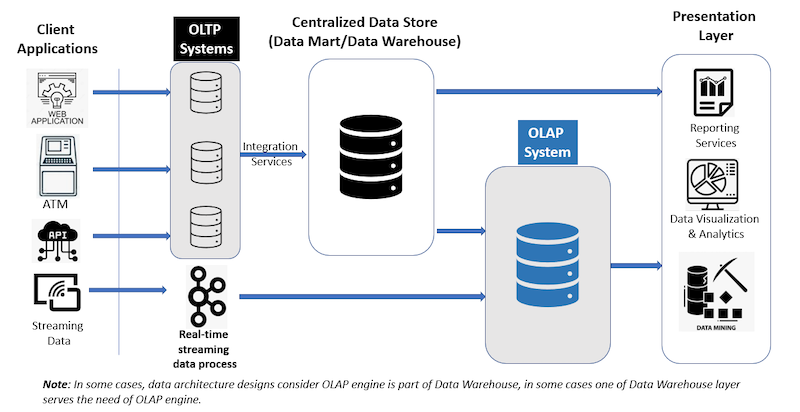 Client
Applications
OLTP
Systems
Centralized Data Store
(Data Mart/Data Warehouse)
Presentation
Layer
WEB
APPLICATION
ATM
API
Streaming
Data
Integration
Services
Real-time
streaming
data process
OLAP
System
Reporting
Services
Data Visualization
& Analytics
DATA MINING
Note: In some cases, data architecture designs consider OLAP engine is part of Data Warehouse, in some cases one of Data Warehouse layer
serves the need of OLAP engine.